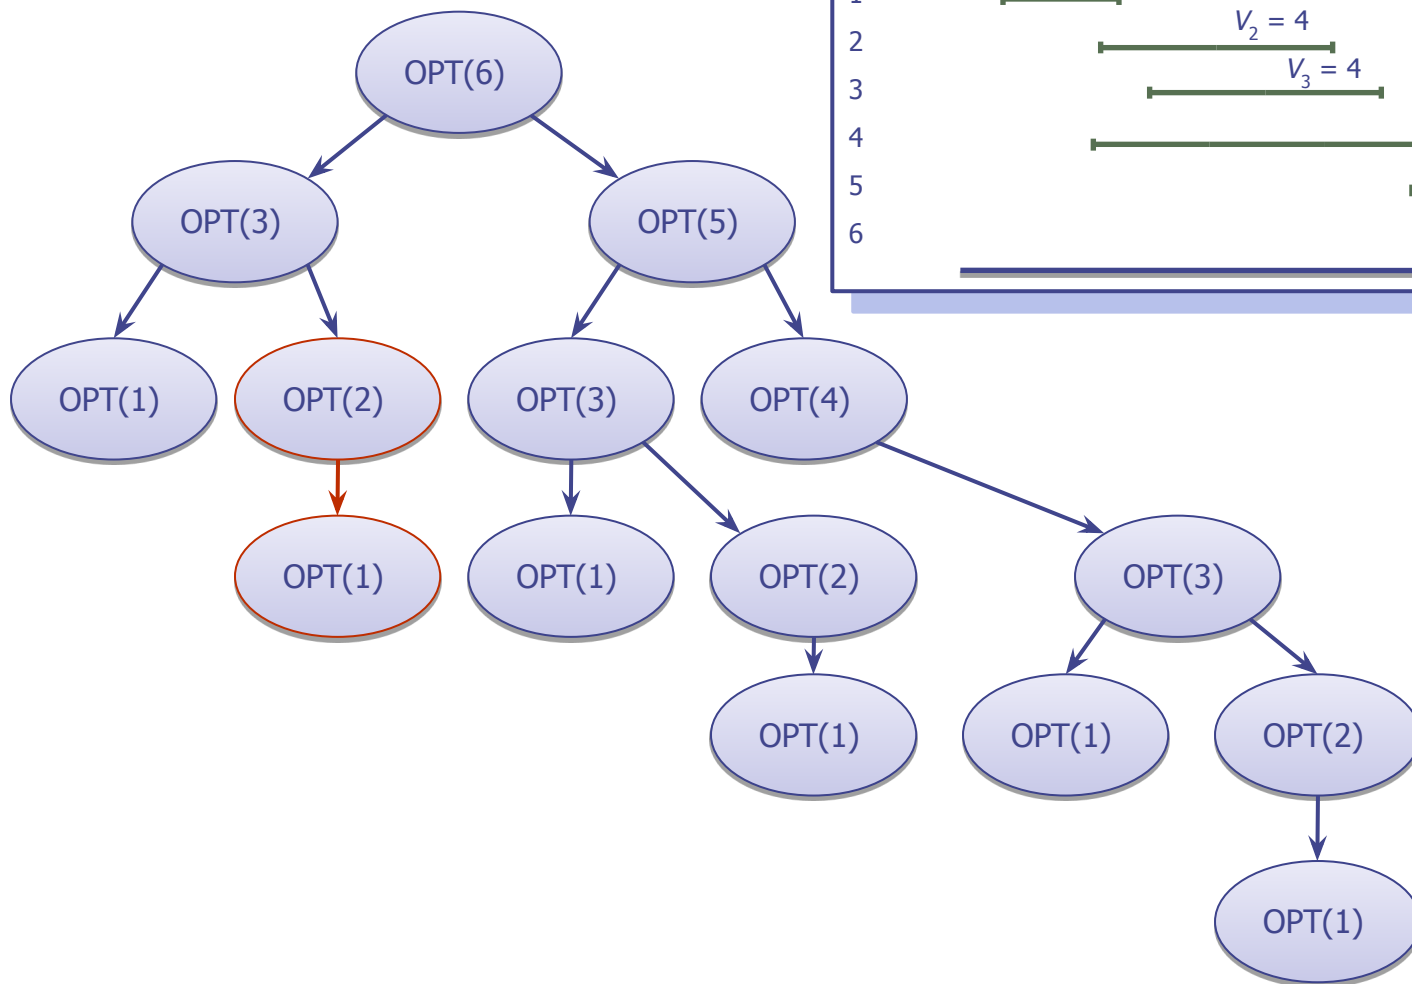 1
V2 = 4
2
V3 = 4
3
4
5
6
OPT(6)
OPT(3) OPT(5)
OPT(1) OPT(2) OPT(3) OPT(4)
OPT(1) OPT(1) OPT(2) OPT(3)
OPT(1) OPT(1) OPT(2)
OPT(1)